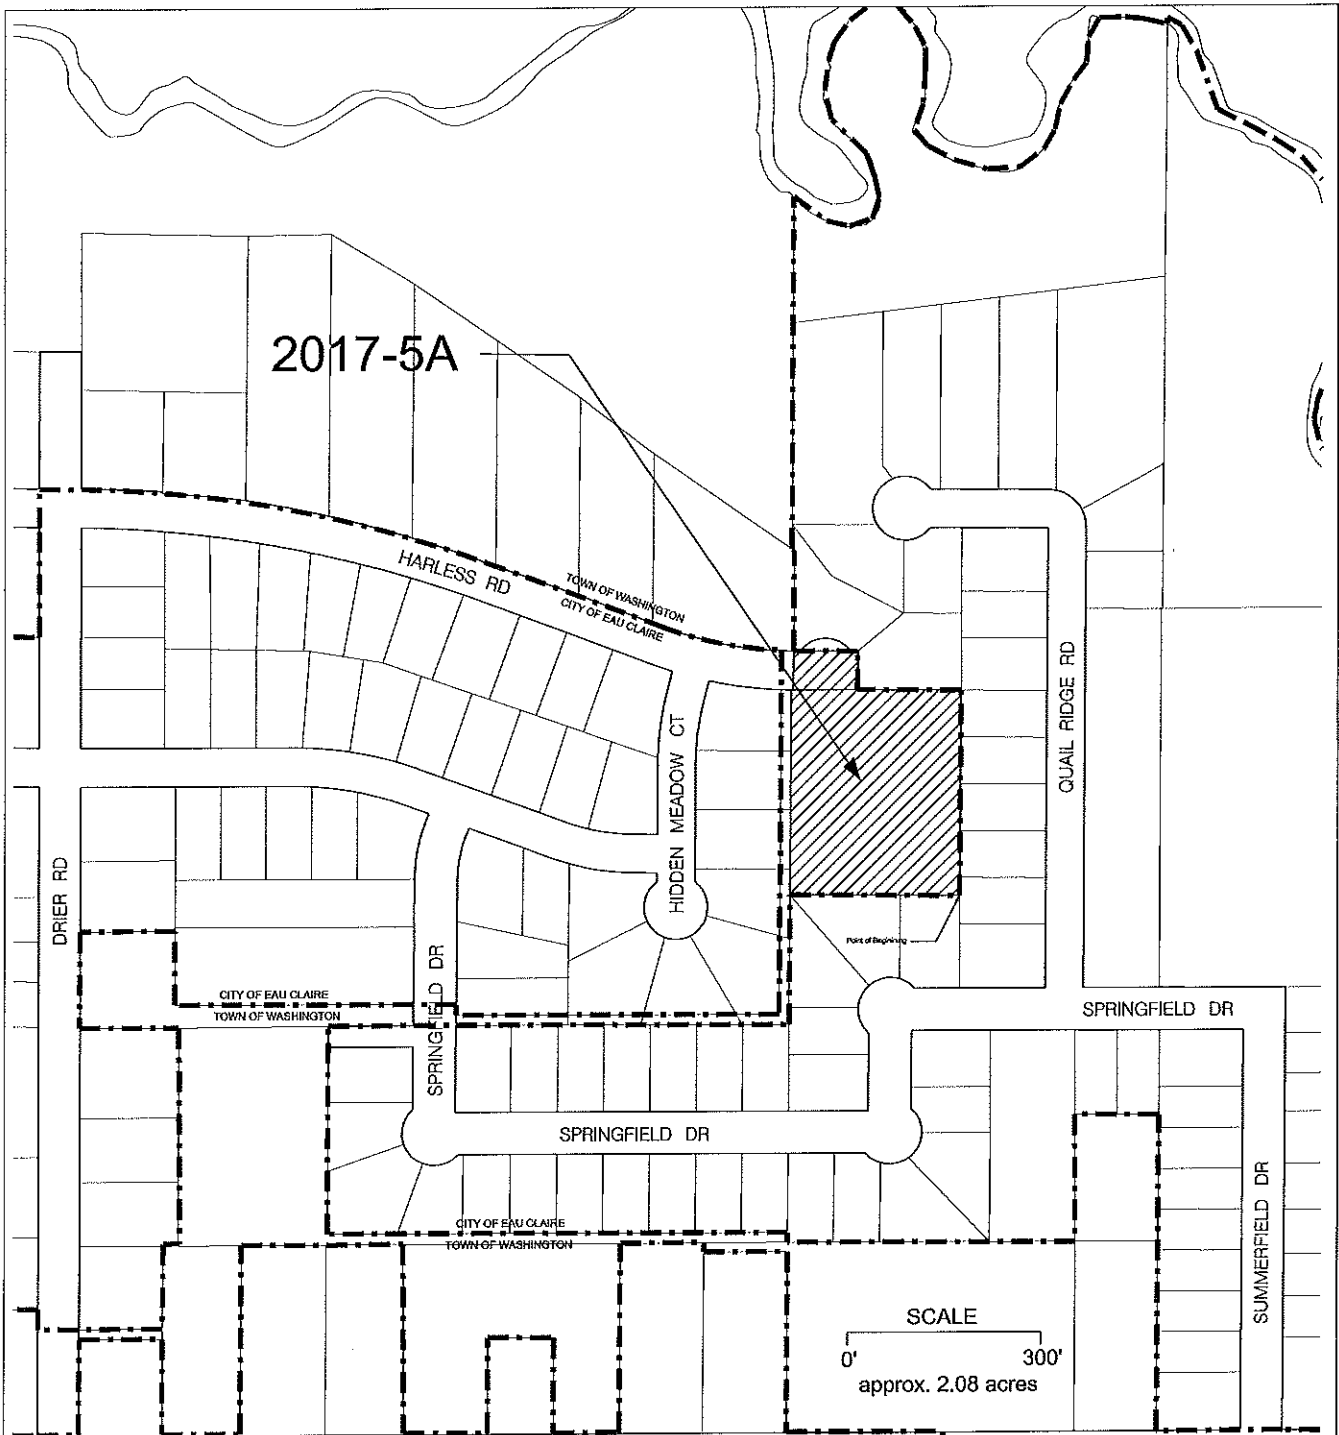 2017-5A
HARLESS RD
TOWN OF WASHINGTON
CITY OF EAU CLAIRE
QUAIL RIDGE RD
HIDDEN MEADOW CT
DRIER RD
Point of Beginning
SPRINGFIELD DR
CITY OF EAU CLAIRE
TOWN OF WASHINGTON
SPRINGFIELD DR
SPRINGFIELD DR
SUMMERFIELD DR
CITY OF EAU CLAIRE
TOWN OF WASHINGTON
SCALE
0' 300'
approx. 2.08 acres